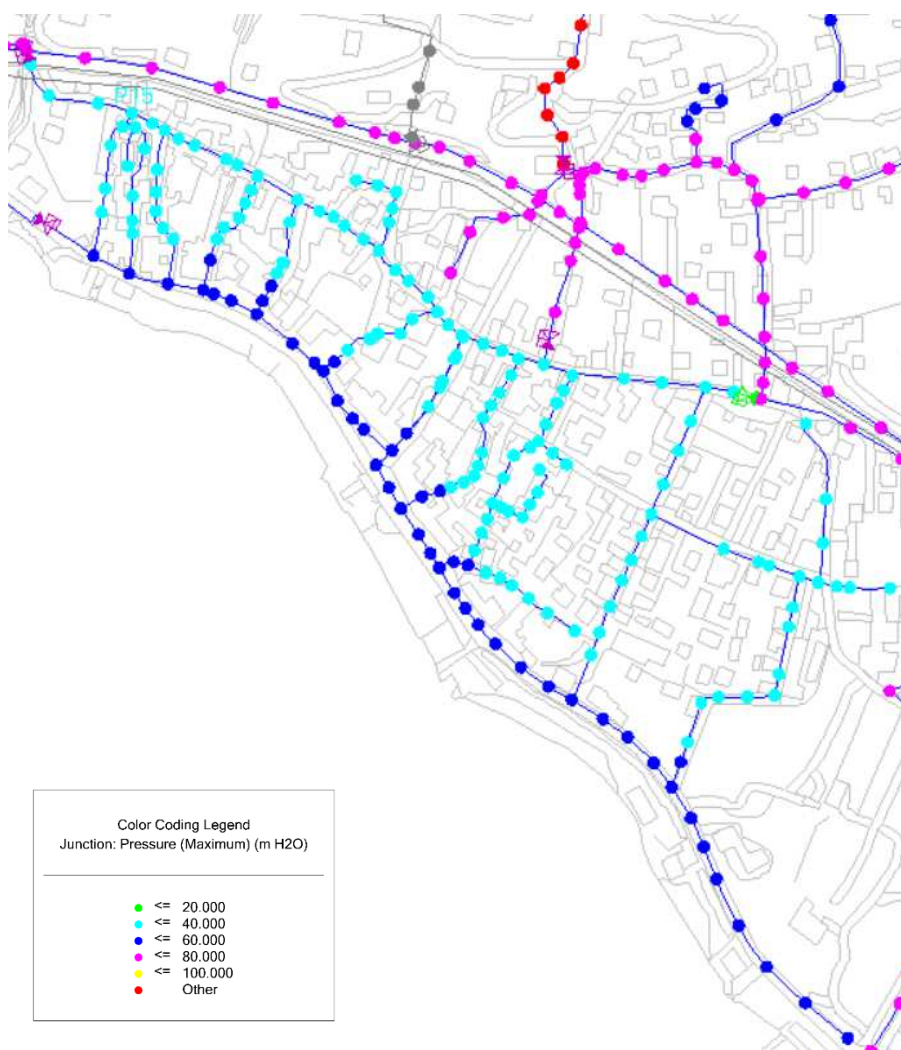 PT5
Color Coding Legend
Junction: Pressure (Maximum) (m H2O)
<= 20.000
<= 40.000
<= 60.000
<= 80.000
<= 100.000
Other